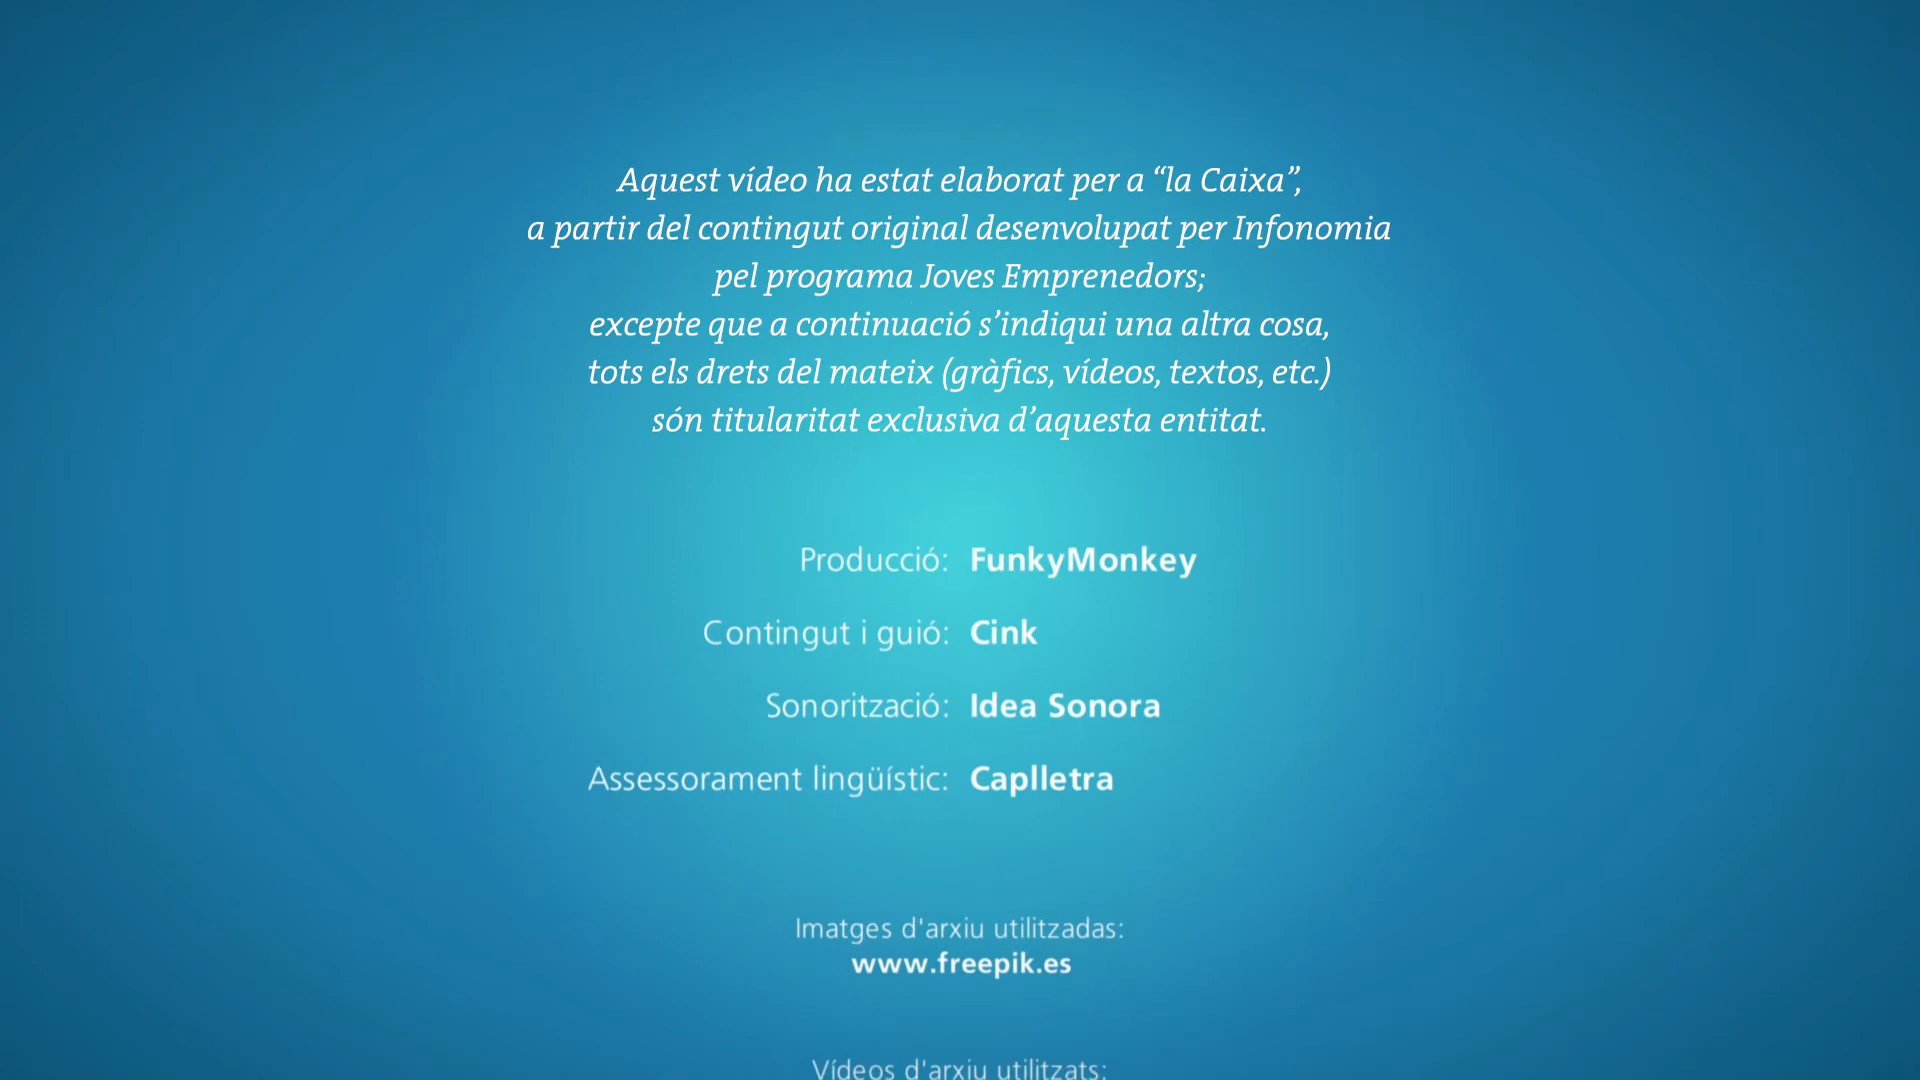 Aquest vídeo ha estat elaborat per a “la Caixa”,
a partir del contingut original desenvolupat per Infonomia
pel programa Joves Emprenedors;
excepte que a continuació s’indiqui una altra cosa,
tots els drets del mateix (gràfics, vídeos, textos, etc.)
són titularitat exclusiva d’aquesta entitat.
Producció: FunkyMonkey
Contingut i guió: Cink
Sonorització: Idea Sonora
Assessorament lingüístic: Caplletra
Imatges d'arxiu utilitzadas:
www.freepik.es
Vídeos d'arxiu utilitzats: